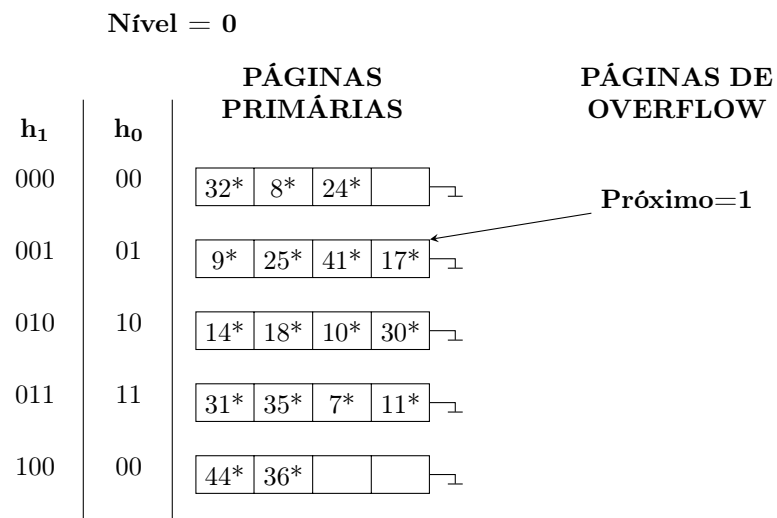 Nível = 0
PÁGINAS PRIMÁRIAS
PÁGINAS DE OVERFLOW
h1 h0
000 00 32* 8* 24*
Próximo=1
001 01 9* 25* 41* 17*
010 10 14* 18* 10* 30*
011 11 31* 35* 7* 11*
100 00 44* 36*